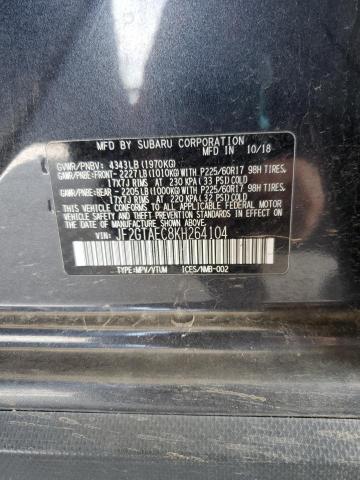 MFD BY SUBARU CORPORATION
MFD IN 10/18
GVWR/PNBV: 4343LB(1970KG)
GAWR/PNBE:FRONT- 2227LB(1010KG)WITH P225/60R17 98H TIRES,
17X7J RIMS AT 230 KPA(33 PSI)COLD
GAWR/PNBE:REAR - 2205LB(1000KG)WITH P225/60R17 98H TIRES,
17X7J RIMS AT 220 KPA(32 PSI)COLD
THIS VEHICLE CONFORMS TO ALL APPLICABLE FEDERAL MOTOR
VEHICLE SAFETY, BUMPER, AND THEFT PREVENTION STANDARDS
IN EFFECT ON THE DATE OF MANUFACTURE SHOWN ABOVE.
VIN: JF2GTAEC8KH264104
TYPE:MPV/VTUM ICES/NMB-002